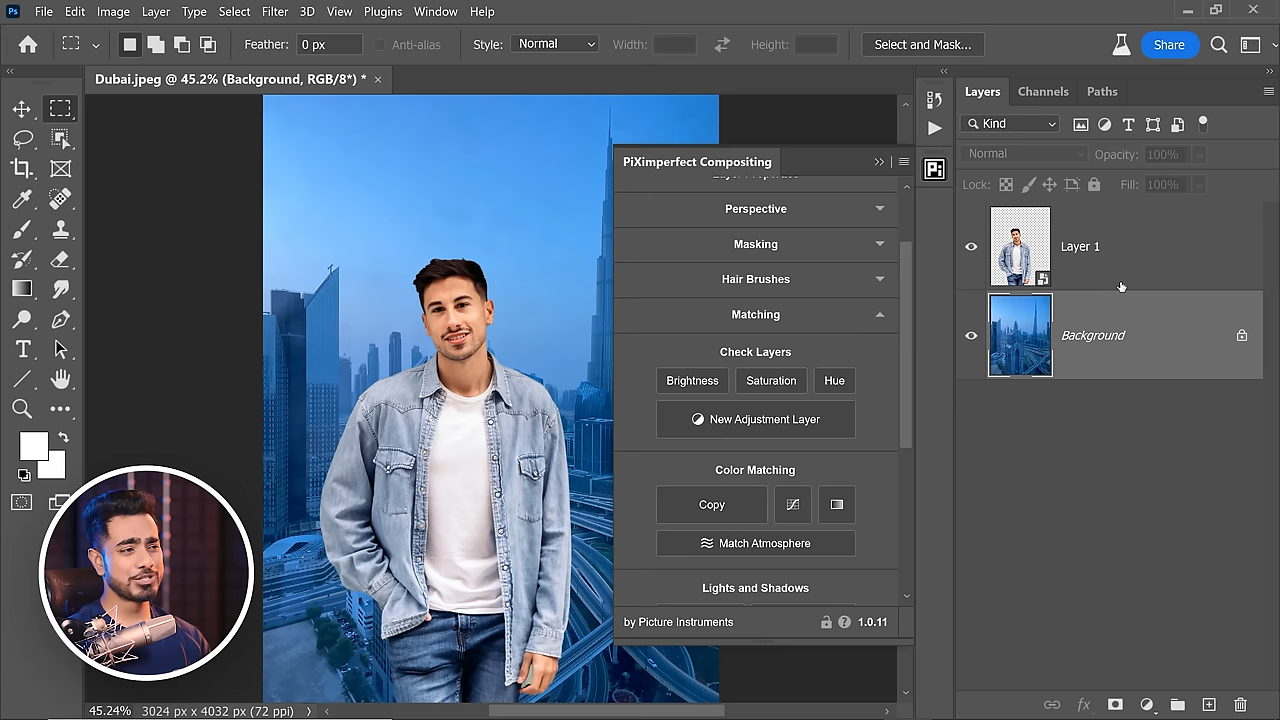 Ps File Edit Image Layer Type Select Filter 3D View Plugins Window Help
Feather: 0 px Anti-alias Style: Normal Width: Height: Select and Mask... Share
Dubai.jpeg @ 45.2% (Background, RGB/8*) * ×
Layers Channels Paths
Kind
Normal Opacity: 100%
Lock: Fill: 100%
Layer 1
Background
PiXimperfect Compositing
Layer Properties
Perspective
Masking
Hair Brushes
Matching
Check Layers
Brightness Saturation Hue
New Adjustment Layer
Color Matching
Copy
Match Atmosphere
Lights and Shadows
by Picture Instruments 1.0.11
Pi
45.24% 3024 px x 4032 px (72 ppi)